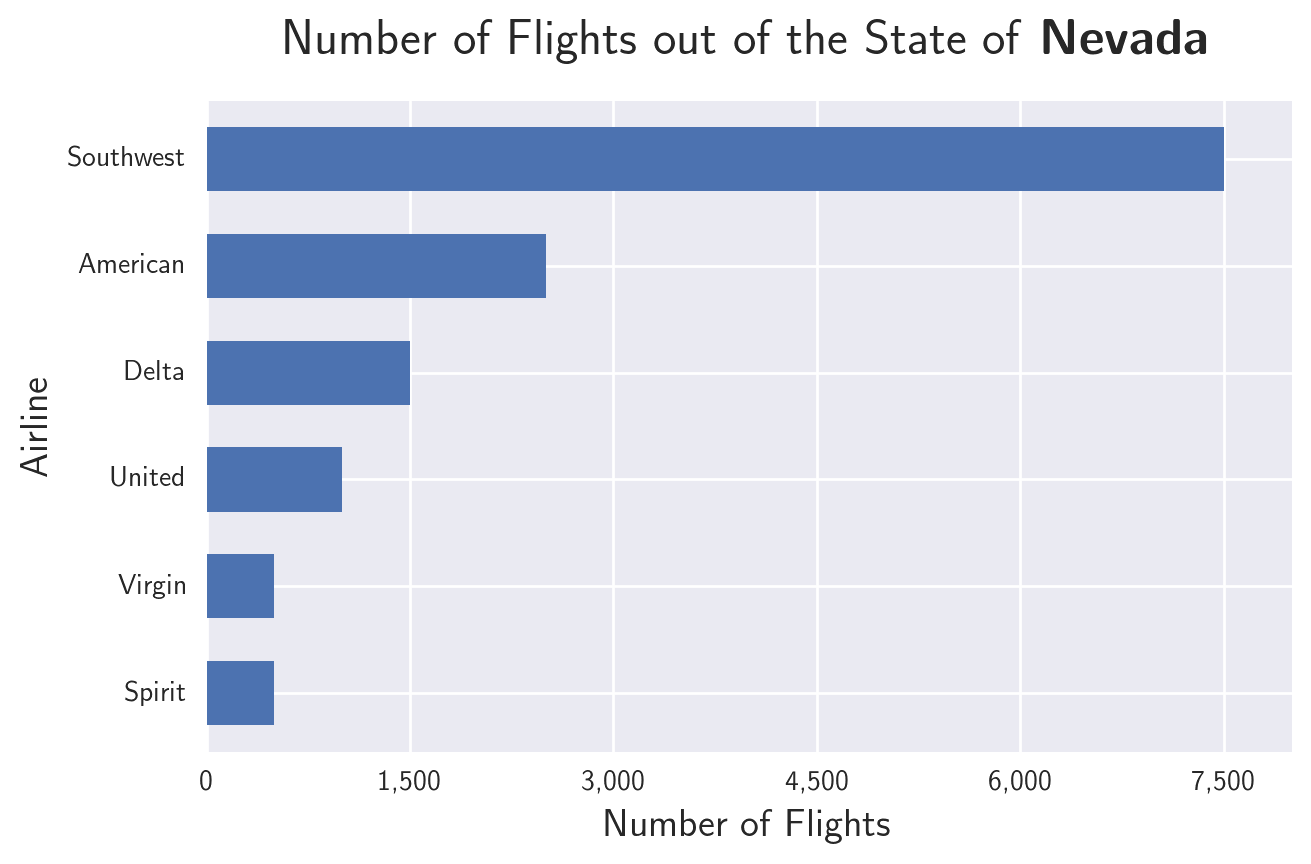 Number of Flights out of the State of Nevada
Southwest
American
Delta
United
Virgin
Spirit
Airline
0 1,500 3,000 4,500 6,000 7,500
Number of Flights